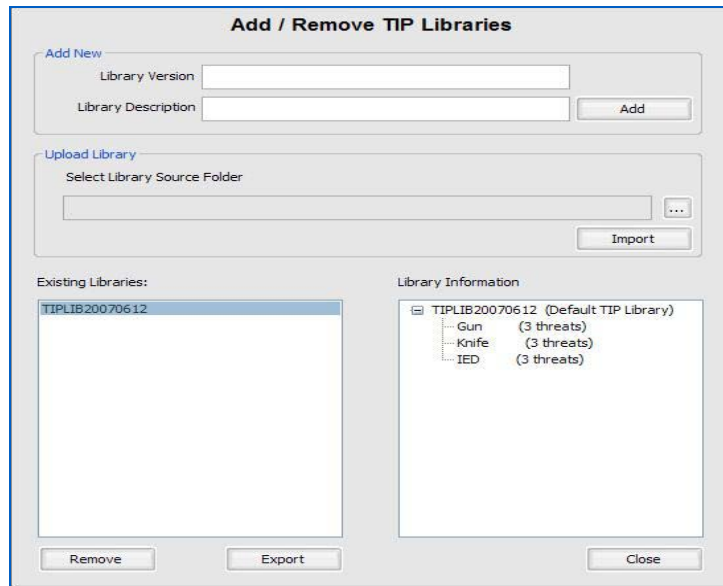 Add / Remove TIP Libraries
Add New
Library Version
Library Description
Add
Upload Library
Select Library Source Folder
...
Import
Existing Libraries:
TIPLIB20070612
Library Information
TIPLIB20070612 (Default TIP Library)
Gun (3 threats)
Knife (3 threats)
IED (3 threats)
Remove
Export
Close